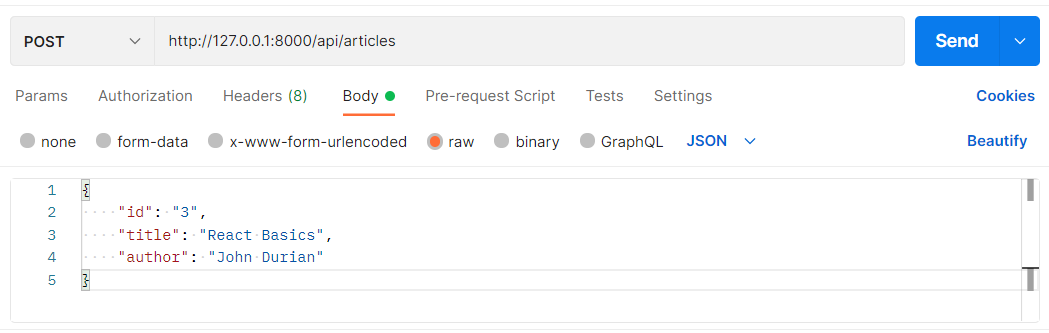 POST http://127.0.0.1:8000/api/articles Send
Params Authorization Headers (8) Body Pre-request Script Tests Settings Cookies
none form-data x-www-form-urlencoded raw binary GraphQL JSON Beautify
1 {
2 "id": "3",
3 "title": "React Basics",
4 "author": "John Durian"
5 }